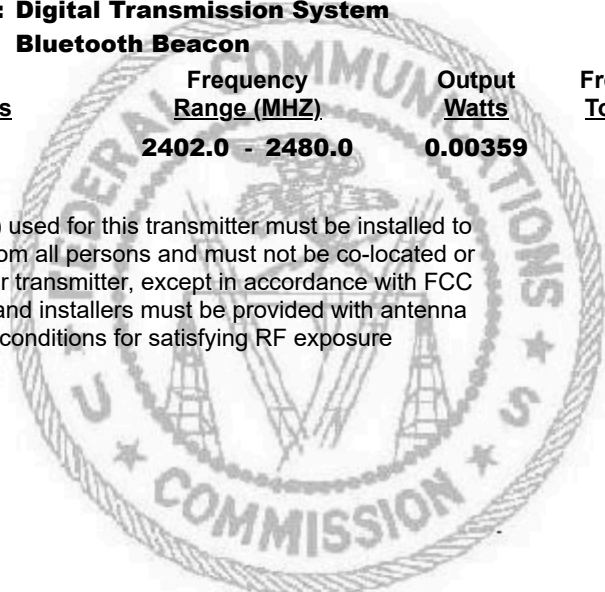 : Digital Transmission System
Bluetooth Beacon
Frequency Output
Range (MHZ) Watts
2402.0 - 2480.0 0.00359
used for this transmitter must be installed to
om all persons and must not be co-located or
r transmitter, except in accordance with FCC
and installers must be provided with antenna
conditions for satisfying RF exposure
FEDERAL COMMUNICATIONS
U S
COMMISSION